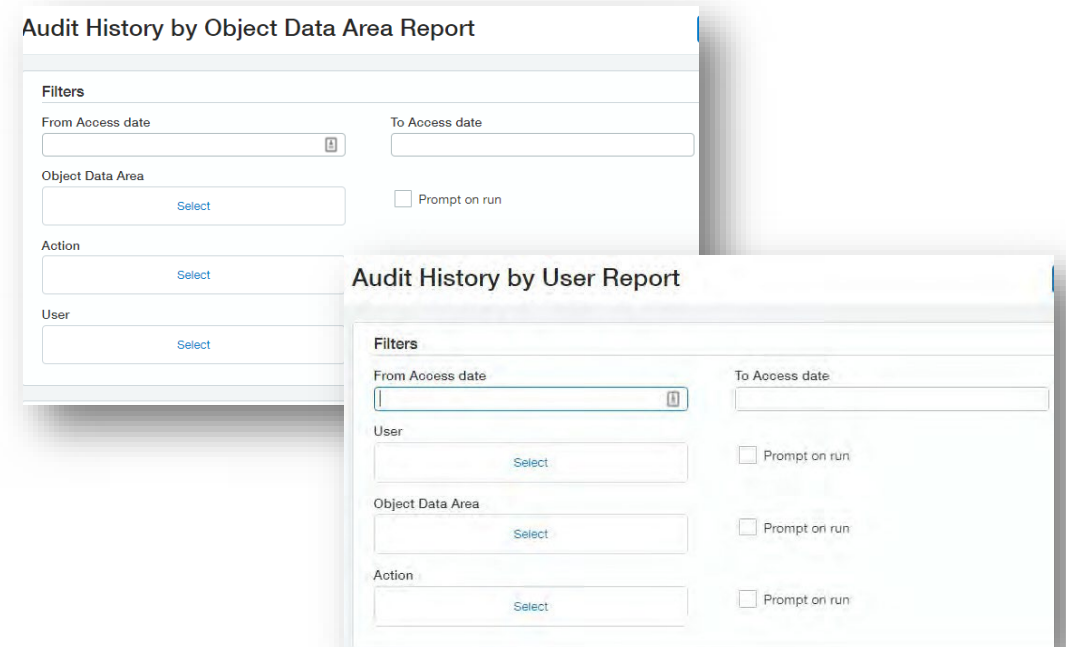 Audit History by Object Data Area Report
Filters
From Access date
To Access date
Object Data Area
Select
Prompt on run
Action
Select
User
Select
Audit History by User Report
Filters
From Access date
To Access date
User
Select
Prompt on run
Object Data Area
Select
Prompt on run
Action
Select
Prompt on run